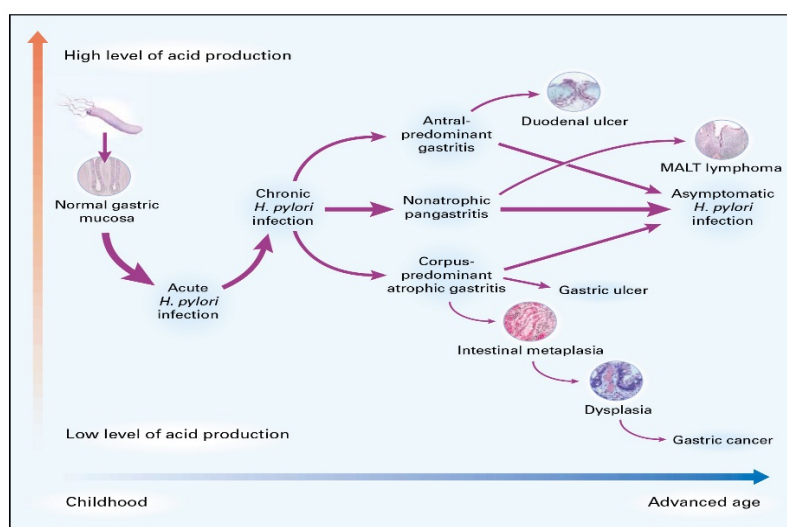 High level of acid production
Antral-
predominant
gastritis
Duodenal ulcer
MALT lymphoma
Normal gastric
mucosa
Chronic
H. pylori
infection
Nonatrophic
pangastritis
Asymptomatic
H. pylori
infection
Acute
H. pylori
infection
Corpus-
predominant
atrophic gastritis
Gastric ulcer
Intestinal metaplasia
Dysplasia
Low level of acid production
Gastric cancer
Childhood
Advanced age